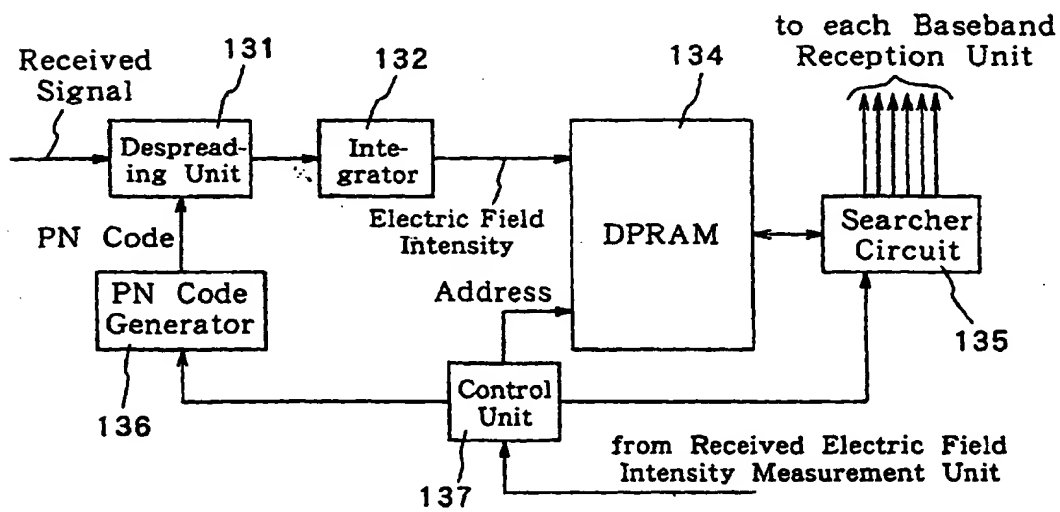 to each Baseband
Reception Unit
131
132
134
Received
Signal
Despread-
ing Unit
Inte-
grator
Electric Field
Intensity
DPRAM
Searcher
Circuit
135
PN Code
PN Code
Generator
136
Address
Control
Unit
137
from Received Electric Field
Intensity Measurement Unit